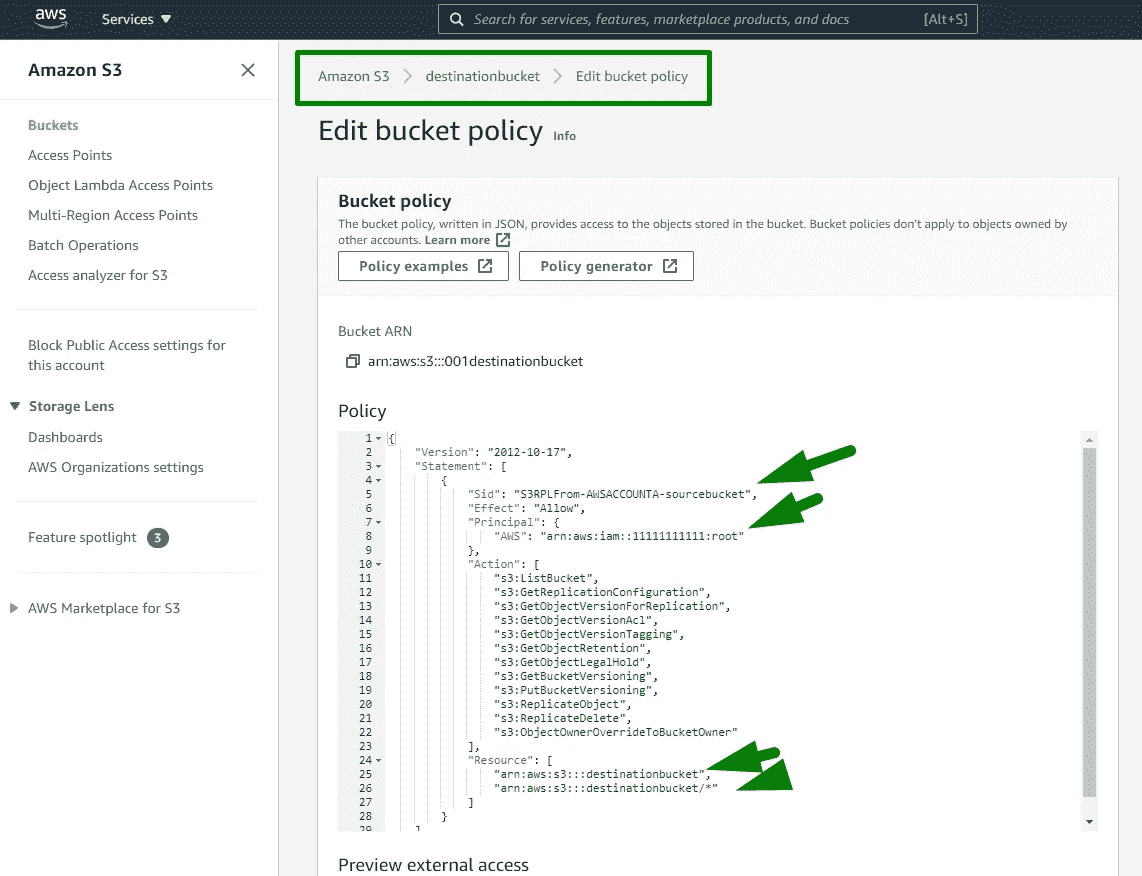 aws
Services ▼
Search for services, features, marketplace products, and docs
[Alt+S]
Amazon S3
Buckets
Access Points
Object Lambda Access Points
Multi-Region Access Points
Batch Operations
Access analyzer for S3
Block Public Access settings for
this account
Storage Lens
Dashboards
AWS Organizations settings
Feature spotlight 3
AWS Marketplace for S3
Amazon S3 > destinationbucket > Edit bucket policy
Edit bucket policy Info
Bucket policy
The bucket policy, written in JSON, provides access to the objects stored in the bucket. Bucket policies don't apply to objects owned by
other accounts. Learn more
Policy examples
Policy generator
Bucket ARN
arn:aws:s3:::001destinationbucket
Policy
1 {
2 "Version": "2012-10-17",
3 "Statement": [
4 {
5 "Sid": "S3RPLFrom-AWSACCOUNTA-sourcebucket",
6 "Effect": "Allow",
7 "Principal": {
8 "AWS": "arn:aws:iam::11111111111:root"
9 },
10 "Action": [
11 "s3:ListBucket",
12 "s3:GetReplicationConfiguration",
13 "s3:GetObjectVersionForReplication",
14 "s3:GetObjectVersionAcl",
15 "s3:GetObjectVersionTagging",
16 "s3:GetObjectRetention",
17 "s3:GetObjectLegalHold",
18 "s3:GetBucketVersioning",
19 "s3:PutBucketVersioning",
20 "s3:ReplicateObject",
21 "s3:ReplicateDelete",
22 "s3:ObjectOwnerOverrideToBucketOwner"
23 ],
24 "Resource": [
25 "arn:aws:s3:::destinationbucket",
26 "arn:aws:s3:::destinationbucket/*"
27 ]
28 }
29 ]
Preview external access